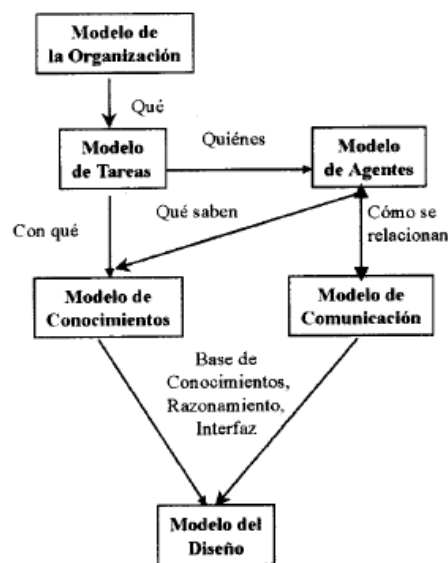 Modelo de
la Organización
Qué
Modelo
de Tareas
Quiénes
Modelo
de Agentes
Con qué
Qué saben
Cómo se
relacionan
Modelo de
Conocimientos
Modelo de
Comunicación
Base de
Conocimientos,
Razonamiento,
Interfaz
Modelo del
Diseño